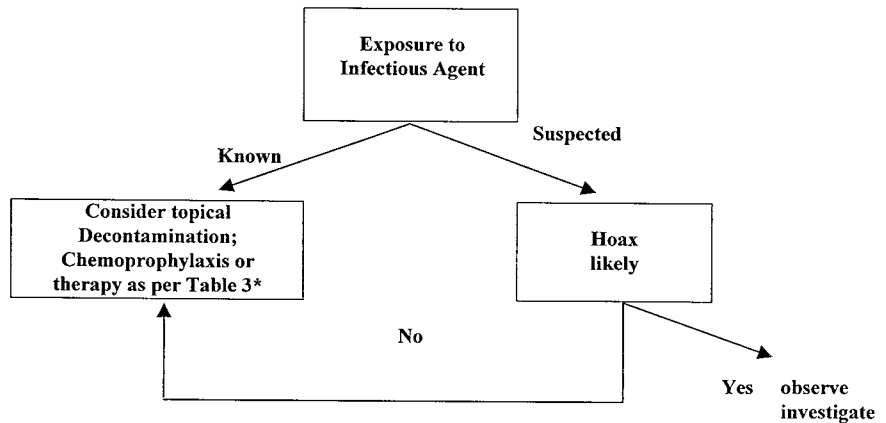 Exposure to
Infectious Agent
Suspected
Known
Consider topical
Decontamination;
Chemoprophylaxis or
therapy as per Table 3*
Hoax
likely
No
Yes observe
investigate